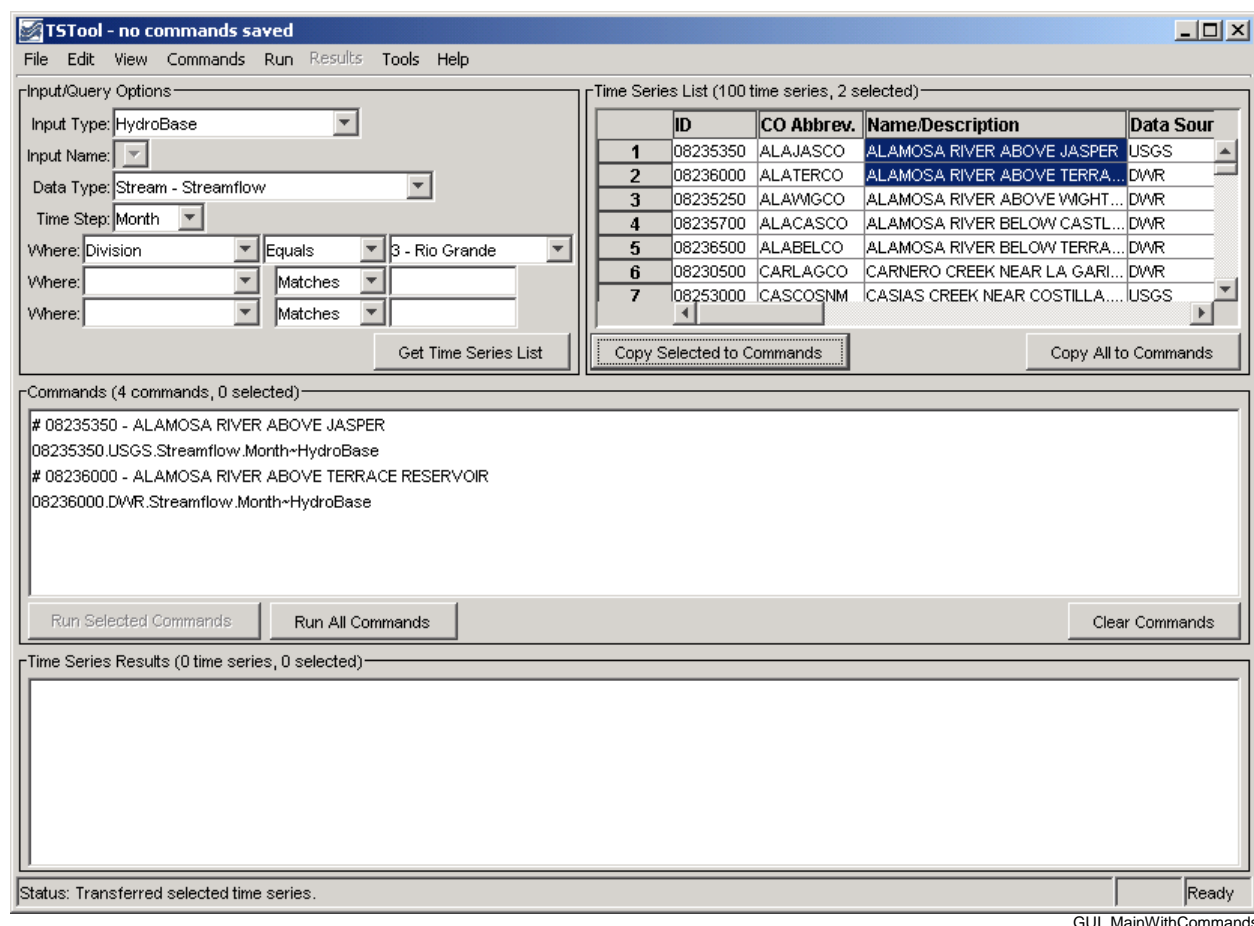 TSTool - no commands saved
File Edit View Commands Run Results Tools Help
Input/Query Options
Input Type: HydroBase
Input Name:
Data Type: Stream - Streamflow
Time Step: Month
Where: Division Equals 3 - Rio Grande
Where: Matches
Where: Matches
Get Time Series List
Time Series List (100 time series, 2 selected)
ID CO Abbrev. Name/Description Data Sour
1 08235350 ALAJASCO ALAMOSA RIVER ABOVE JASPER USGS
2 08236000 ALATERCO ALAMOSA RIVER ABOVE TERRA... DWR
3 08235250 ALAWIGCO ALAMOSA RIVER ABOVE WIGHT... DWR
4 08235700 ALACASCO ALAMOSA RIVER BELOW CASTL... DWR
5 08236500 ALABELCO ALAMOSA RIVER BELOW TERRA... DWR
6 08230500 CARLAGCO CARNERO CREEK NEAR LA GARI... DWR
7 08253000 CASCOSNM CASIAS CREEK NEAR COSTILLA.... USGS
Copy Selected to Commands Copy All to Commands
Commands (4 commands, 0 selected)
# 08235350 - ALAMOSA RIVER ABOVE JASPER
08235350.USGS.Streamflow.Month~HydroBase
# 08236000 - ALAMOSA RIVER ABOVE TERRACE RESERVOIR
08236000.DWR.Streamflow.Month~HydroBase
Run Selected Commands Run All Commands Clear Commands
Time Series Results (0 time series, 0 selected)
Status: Transferred selected time series. Ready
GUI_MainWithCommands